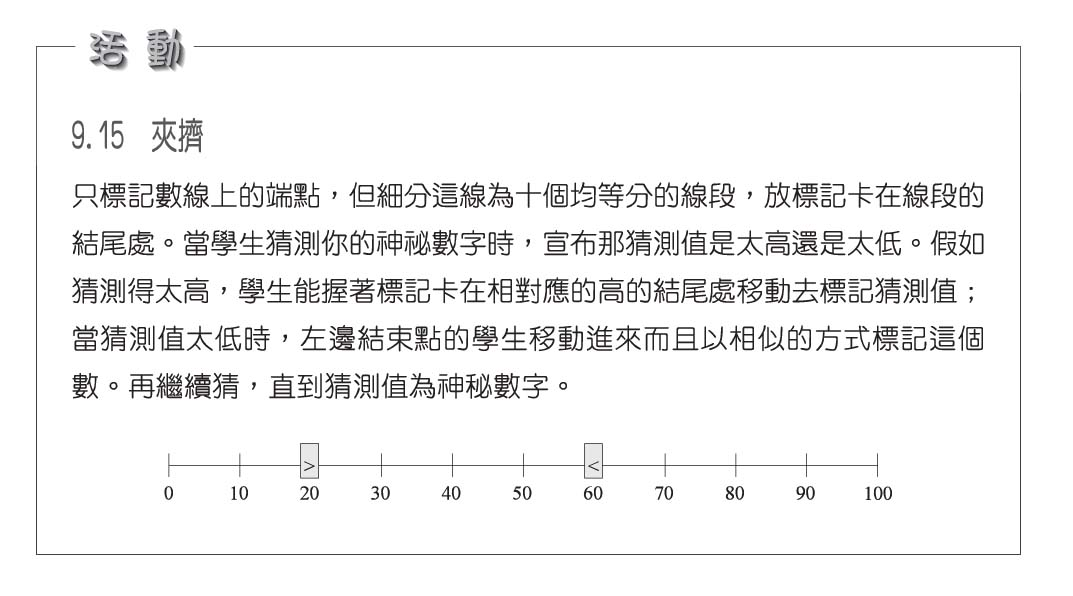 活動
9.15 夾擠
只標記數線上的端點，但細分這線為十個均等分的線段，放標記卡在線段的
結尾處。當學生猜測你的神祕數字時，宣布那猜測值是太高還是太低。假如
猜測得太高，學生能握著標記卡在相對應的高的結尾處移動去標記猜測值；
當猜測值太低時，左邊結束點的學生移動進來而且以相似的方式標記這個
數。再繼續猜，直到猜測值為神秘數字。
> <
0 10 20 30 40 50 60 70 80 90 100